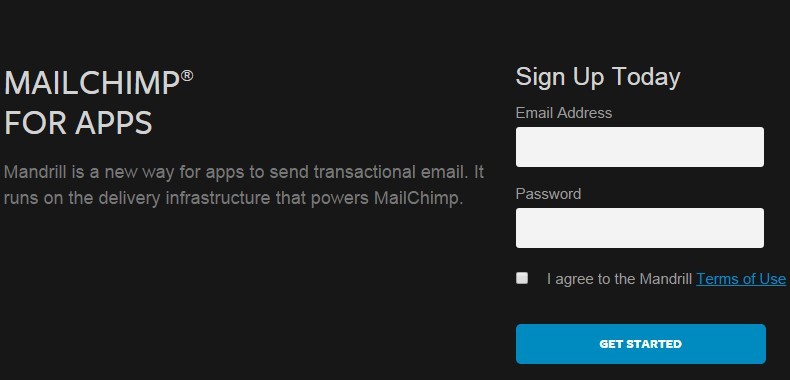 MAILCHIMP®
FOR APPS
Mandrill is a new way for apps to send transactional email. It
runs on the delivery infrastructure that powers MailChimp.
Sign Up Today
Email Address
Password
I agree to the Mandrill Terms of Use
GET STARTED